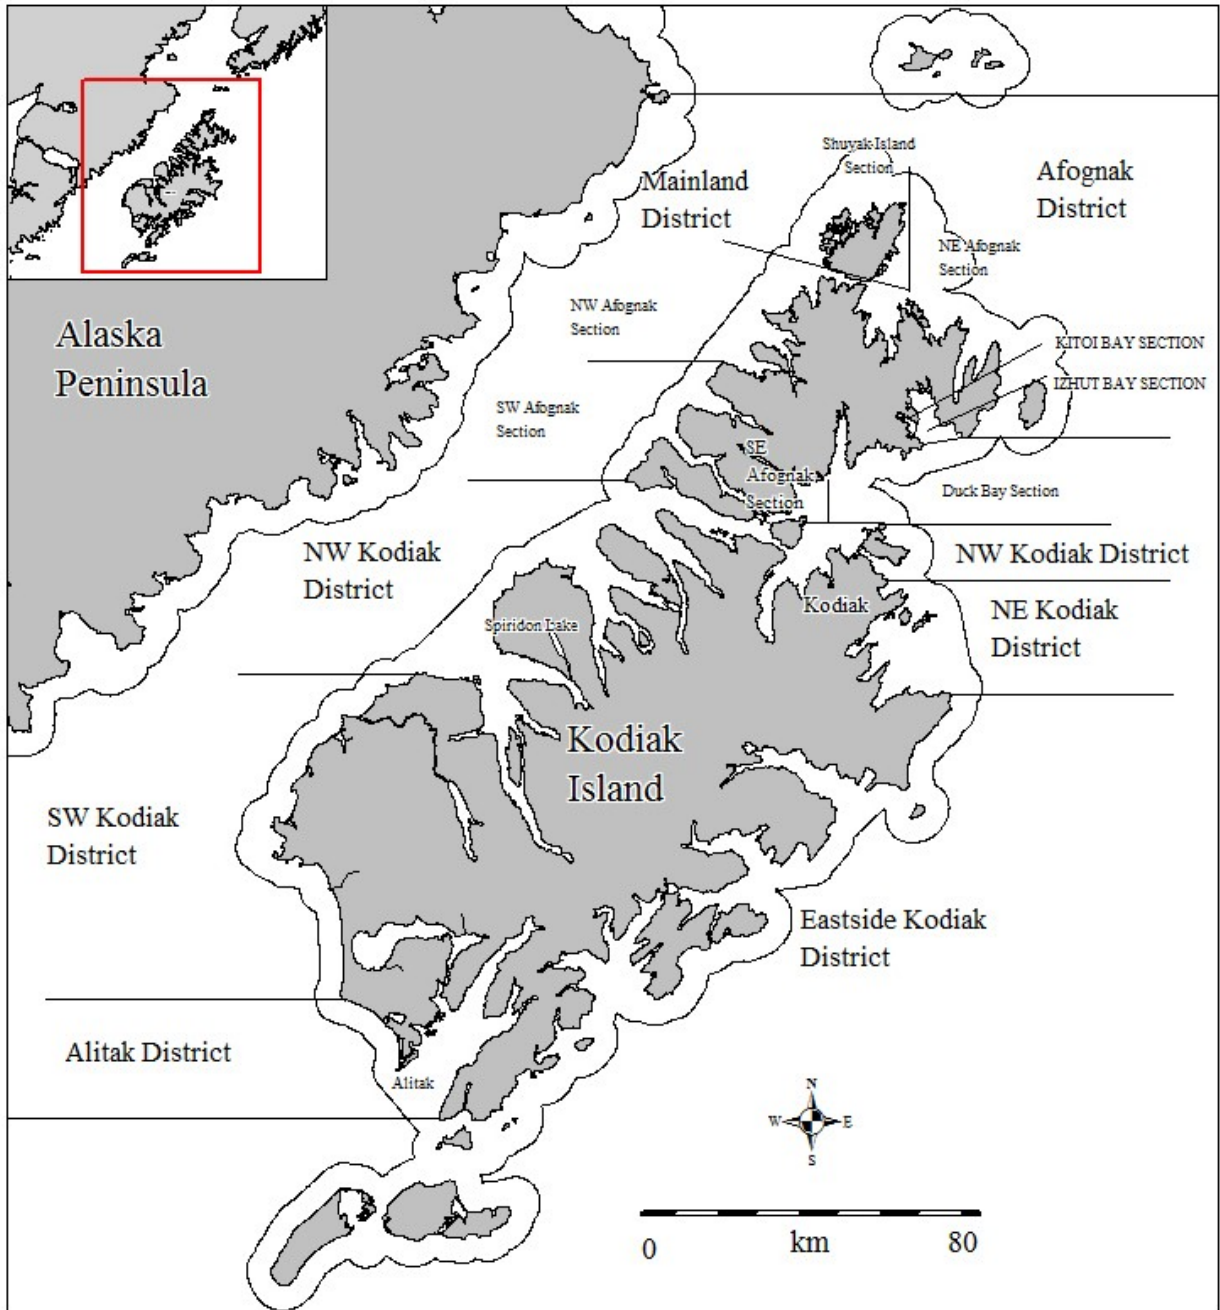 Shuyak Island
Section
Mainland
District
Afognak
District
NE Afognak
Section
NW Afognak
Section
Alaska
Peninsula
KITOI BAY SECTION
IZHUT BAY SECTION
SW Afognak
Section
SE
Afognak
Section
Duck Bay Section
NW Kodiak
District
NW Kodiak District
Kodiak
NE Kodiak
District
Spiridon Lake
Kodiak
Island
SW Kodiak
District
Eastside Kodiak
District
Alitak District
Alitak
N
W E
S
0 km 80